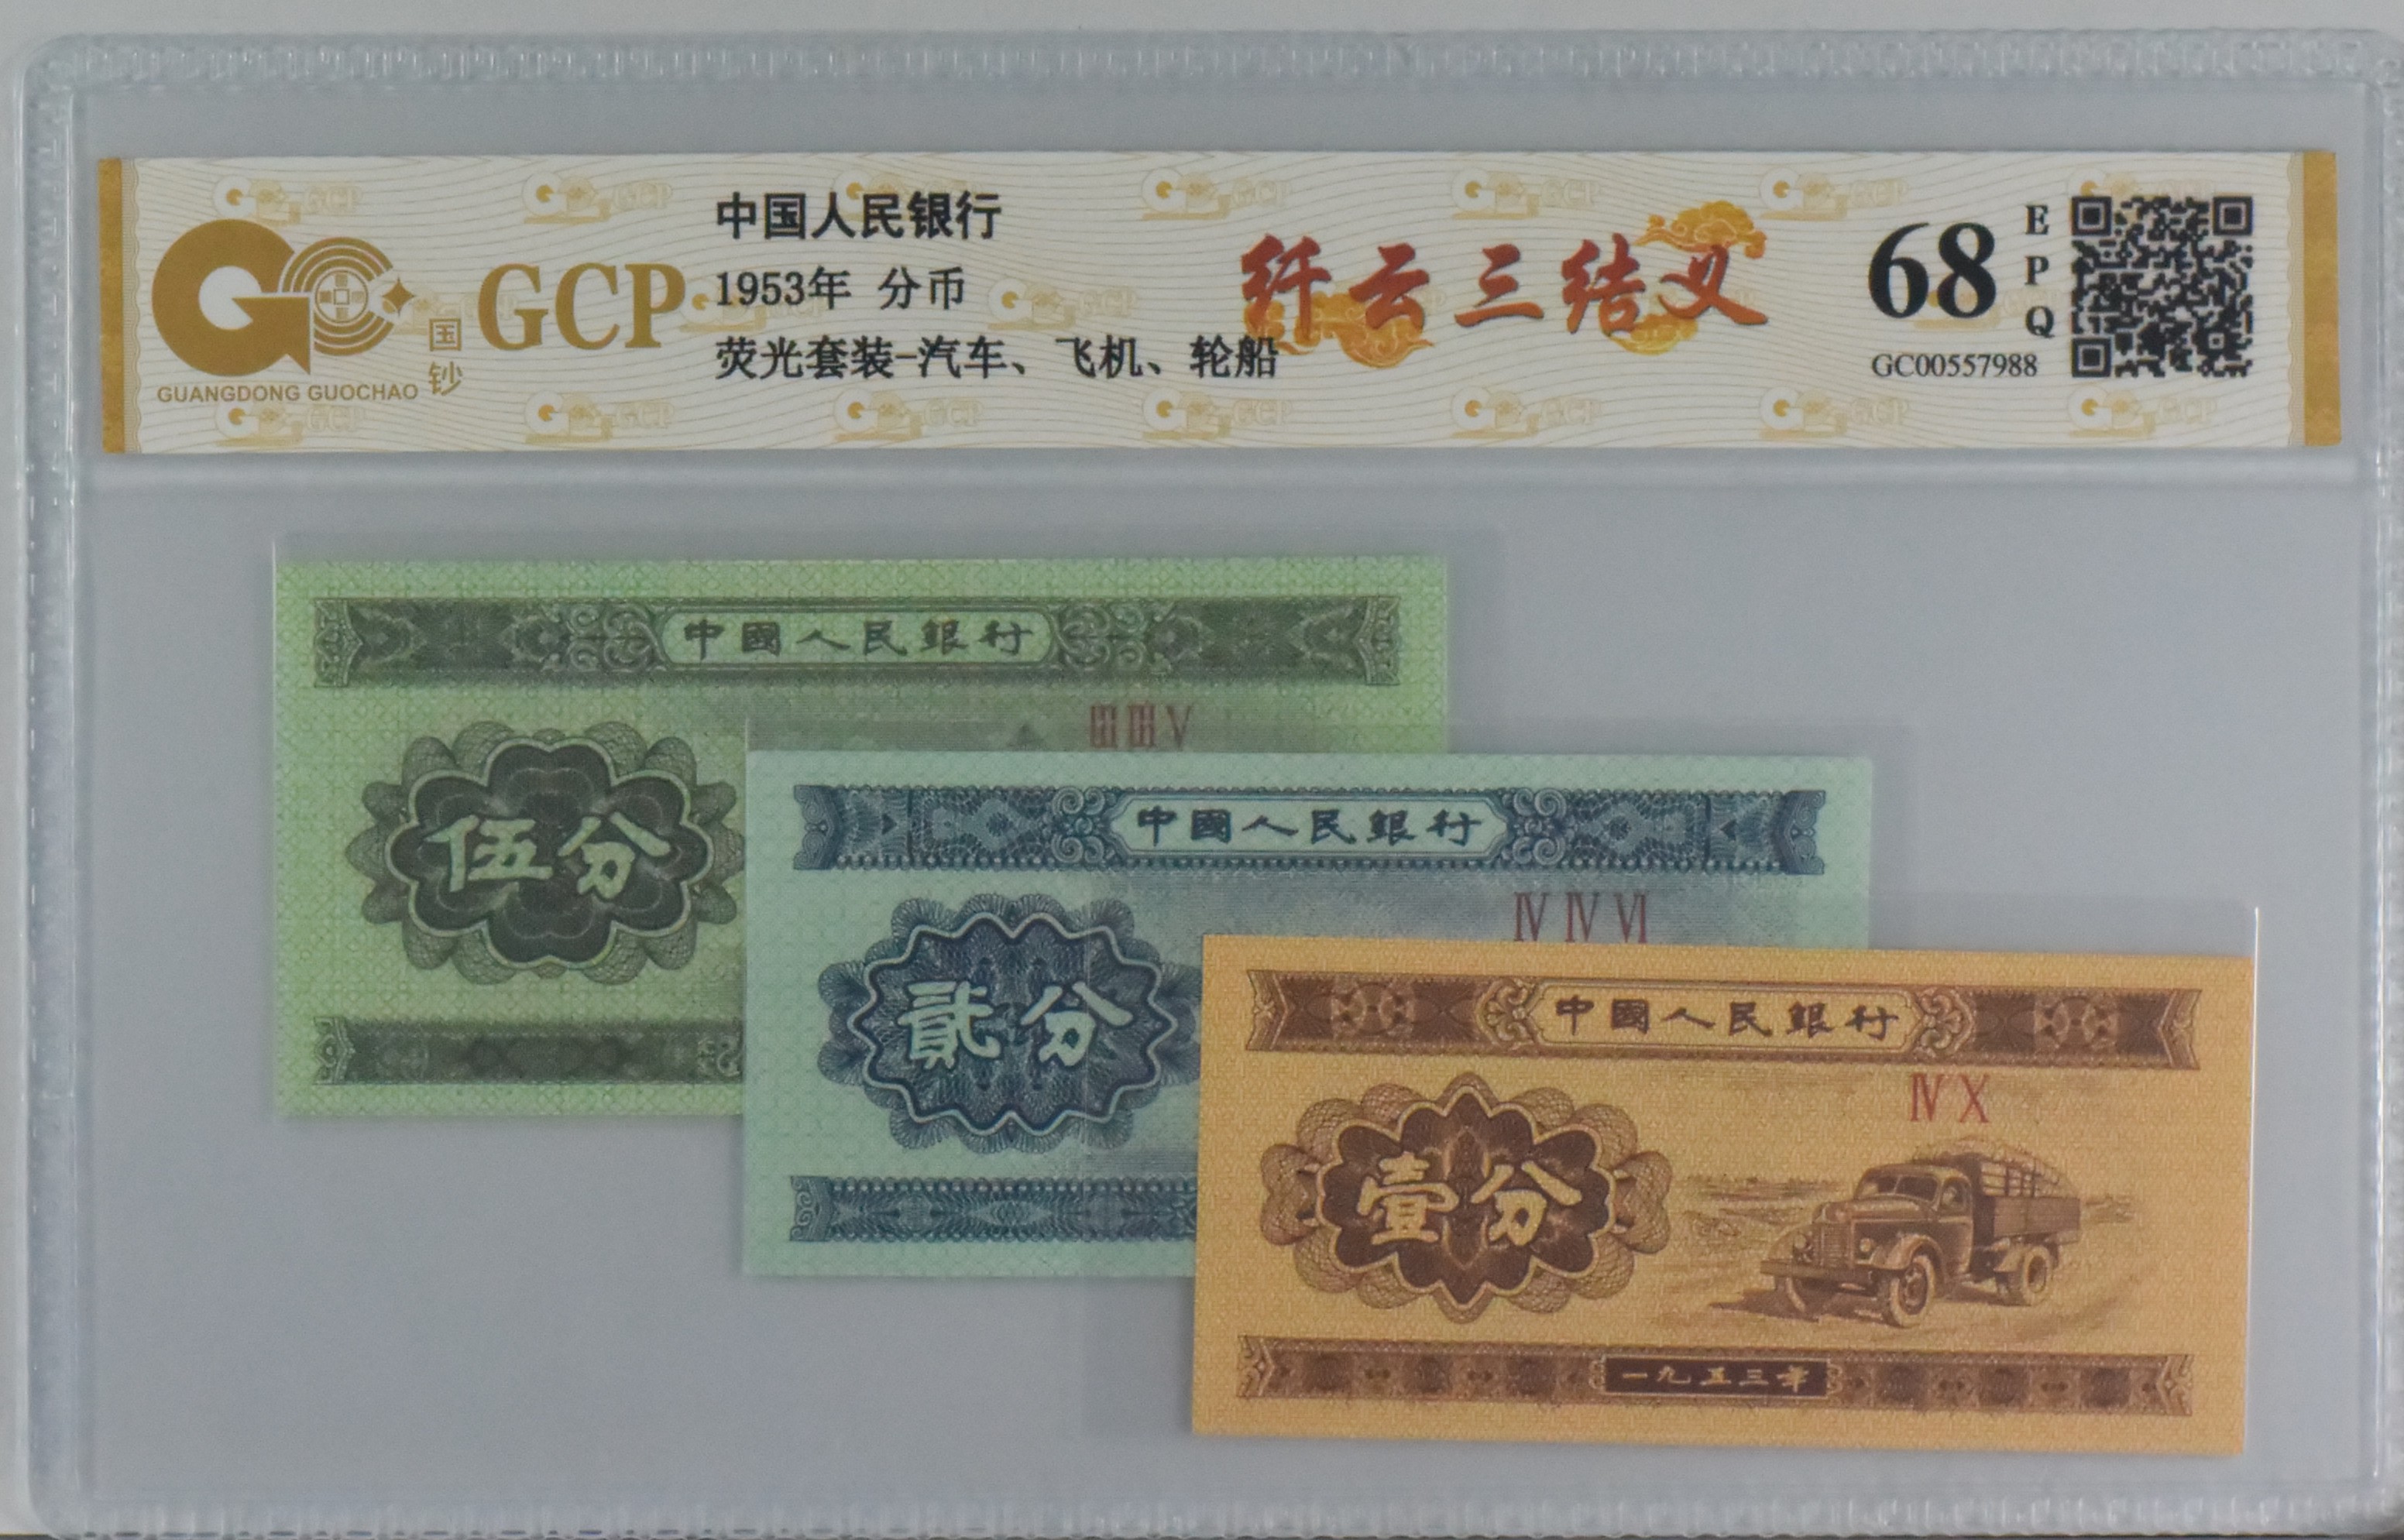 中国人民银行
1953年 分币
荧光套装-汽车、飞机、轮船
GCP
国钞
GUANGDONG GUOCHAO
纤云三结义
68
EPQ
GC00557988
中國人民銀行
ⅢⅢⅤ
伍分
中國人民銀行
ⅣⅣⅥ
貳分
中國人民銀行
ⅣⅩ
壹分
一九五三年